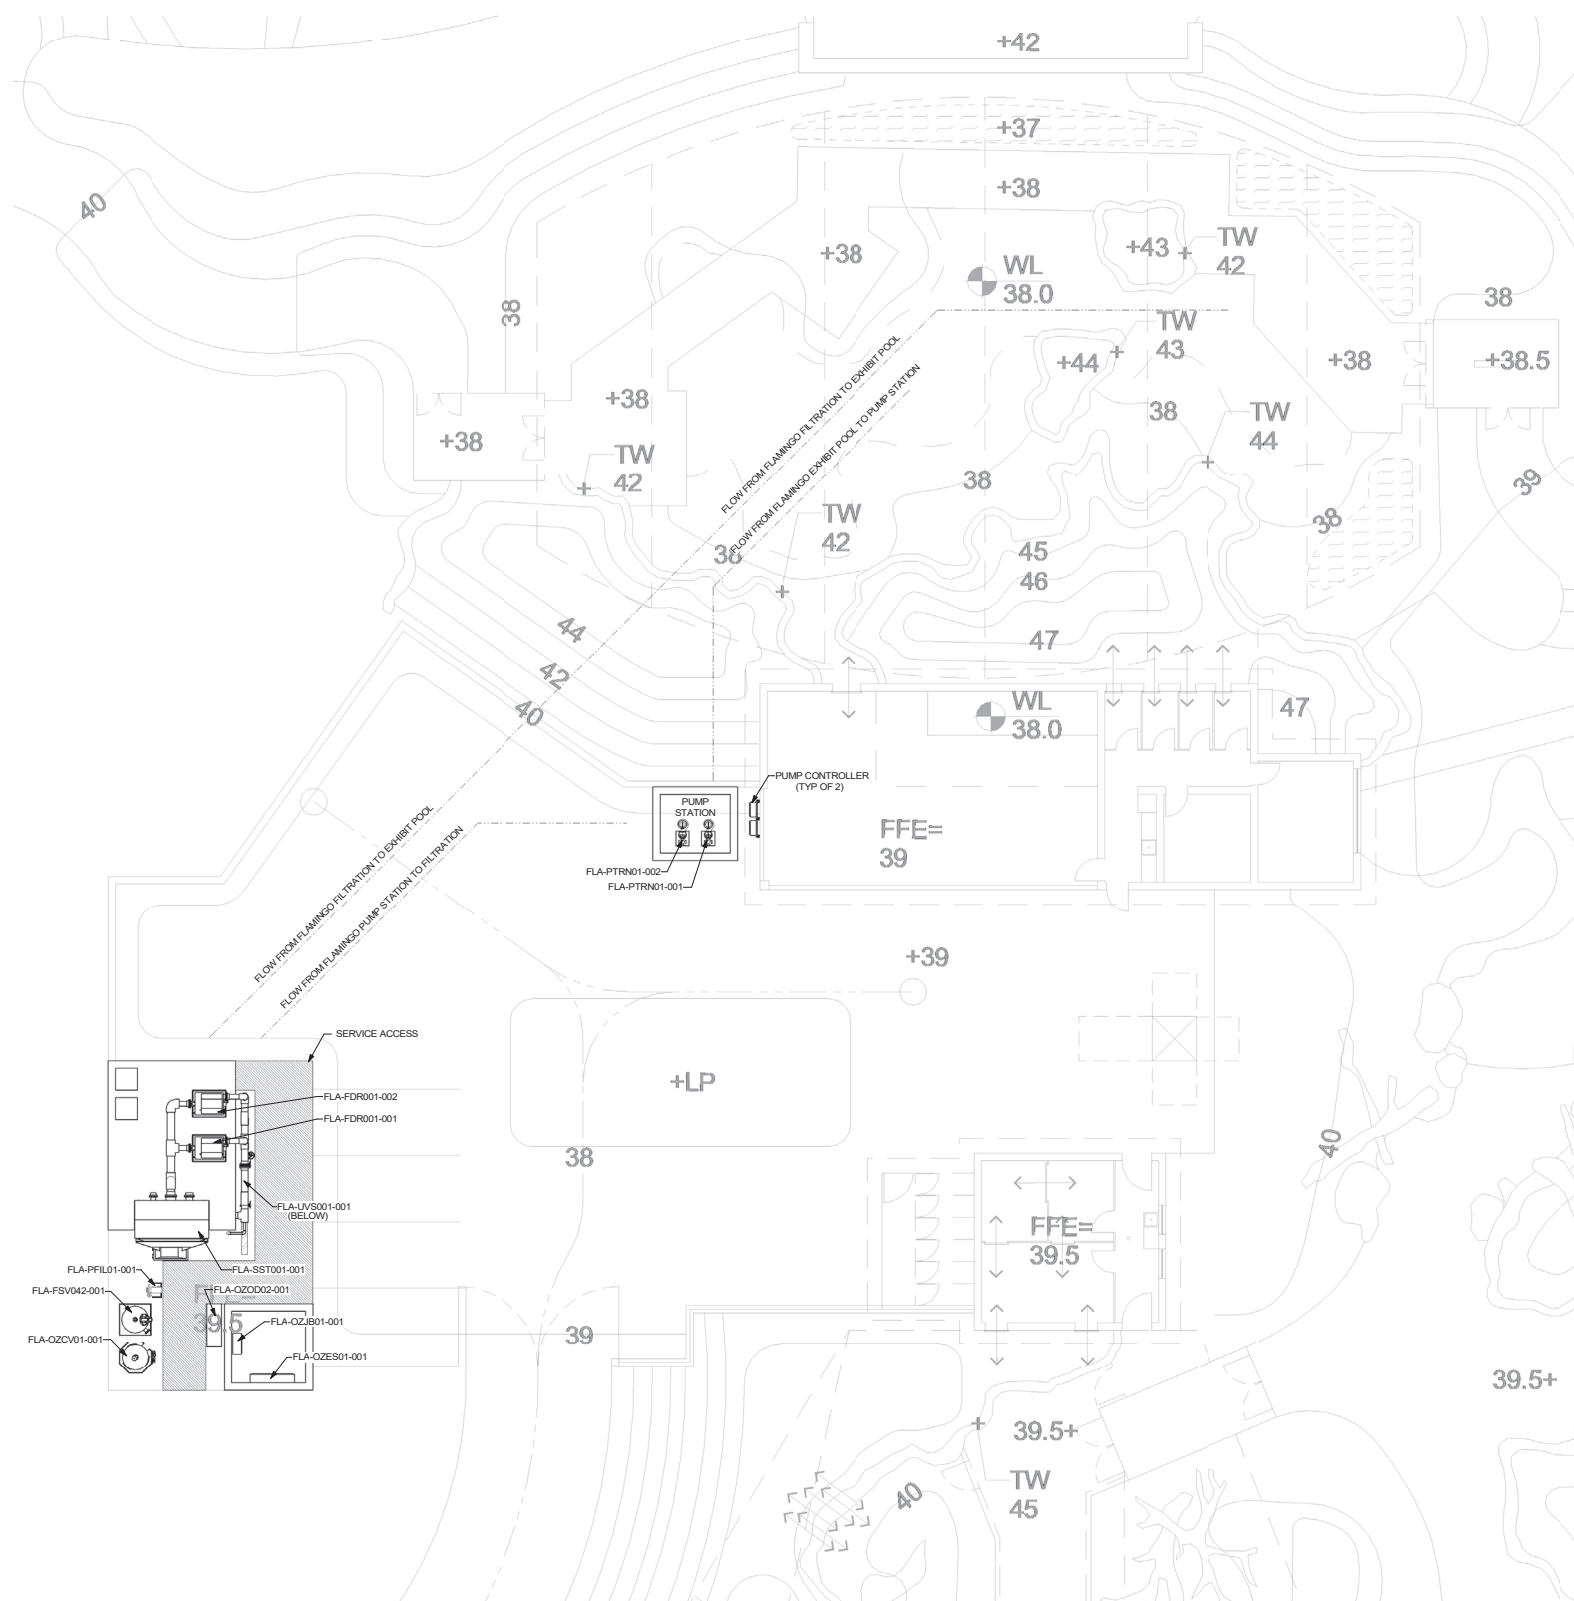 +42
+37
+38
40
+43
TW
42
+38
WL
38.0
38
38
TW
43
+44
+38
+38.5
+38
38
TW
44
+38
TW
42
FLOW FROM FLAMINGO FILTRATION TO EXHIBIT POOL
FLOW FROM FLAMINGO EXHIBIT POOL TO PUMP STATION
38
39
TW
42
38
38
45
46
44
47
42
40
WL
38.0
47
PUMP CONTROLLER
(TYP OF 2)
PUMP
STATION
FFE=
39
FLA-PTRN01-002
FLA-PTRN01-001
FLOW FROM FLAMINGO FILTRATION TO EXHIBIT POOL
FLOW FROM FLAMINGO PUMP STATION TO FILTRATION
+39
SERVICE ACCESS
+LP
FLA-FDR001-002
FLA-FDR001-001
38
40
FLA-UVS001-001
(BELOW)
FFE=
39.5
FLA-SST001-001
FLA-PFIL01-001
FLA-FSV042-001
FLA-OZOD02-001
FFE=
39.5
FLA-OZJB01-001
FLA-OZCV01-001
39
FLA-OZES01-001
39.5+
39.5+
TW
45
40